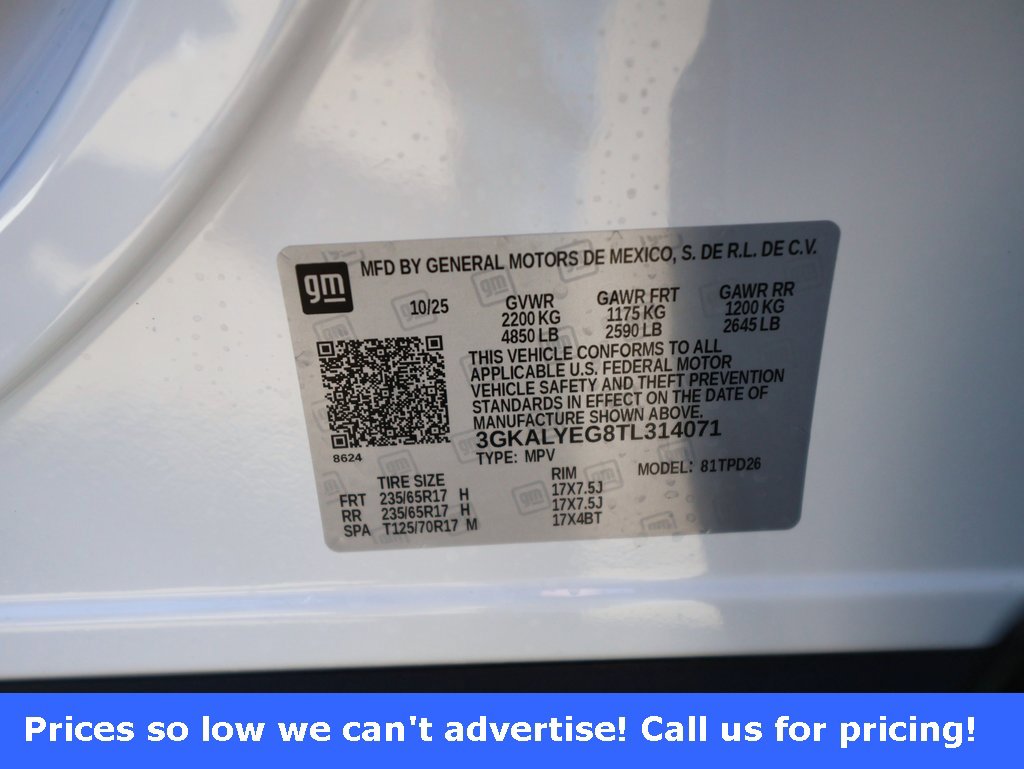 gm
MFD BY GENERAL MOTORS DE MEXICO, S. DE R.L. DE C.V.
10/25 GVWR GAWR FRT GAWR RR
2200 KG 1175 KG 1200 KG
4850 LB 2590 LB 2645 LB
THIS VEHICLE CONFORMS TO ALL
APPLICABLE U.S. FEDERAL MOTOR
VEHICLE SAFETY AND THEFT PREVENTION
STANDARDS IN EFFECT ON THE DATE OF
MANUFACTURE SHOWN ABOVE.
3GKALYEG8TL314071
8624
TYPE: MPV MODEL: 81TPD26
TIRE SIZE RIM
FRT 235/65R17 H 17X7.5J
RR 235/65R17 H 17X7.5J
SPA T125/70R17 M 17X4BT
Prices so low we can't advertise! Call us for pricing!